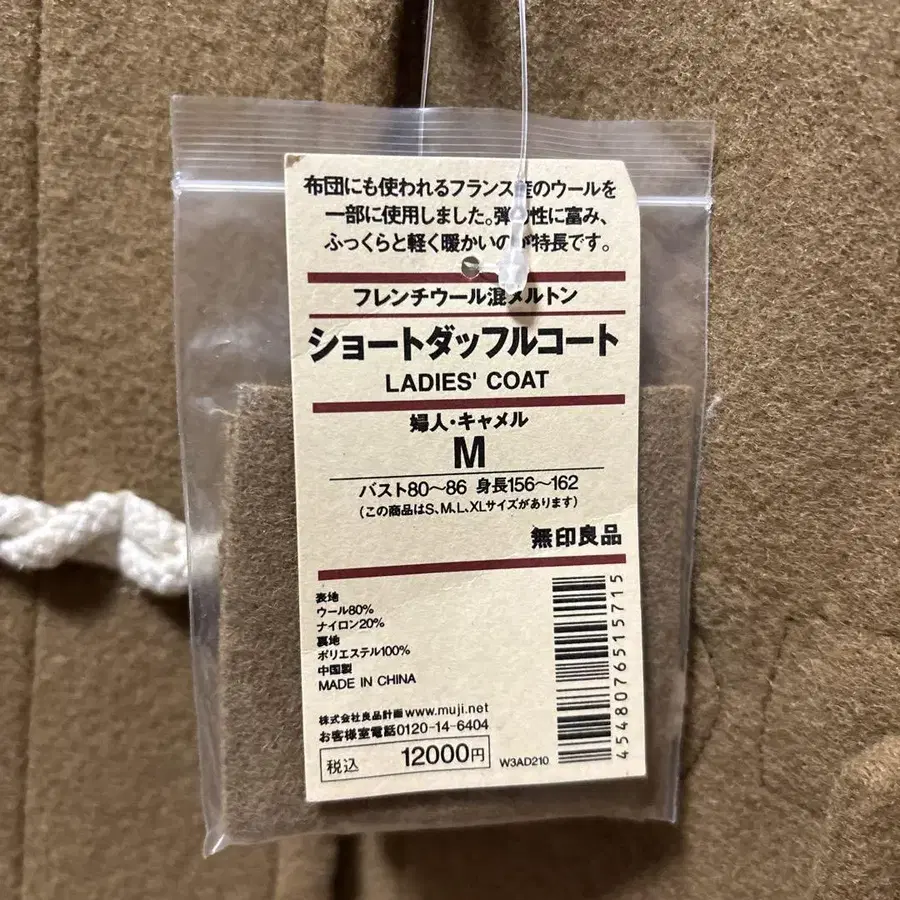 布団にも使われるフランス産のウールを
一部に使用しました。弾 性に富み、
ふっくらと軽く暖かいのが特長です。
フレンチウール混メルトン
ショートダッフルコート
LADIES' COAT
婦人・キャメル
M
バスト80〜86 身長156〜162
(この商品はS、M、L、XLサイズがあります)
無印良品
表地
ウール80%
ナイロン20%
裏地
ポリエステル100%
中国製
MADE IN CHINA
株式会社良品計画 www.muji.net
お客様室電話0120-14-6404
税込 12000円
W3AD210
4548076515715